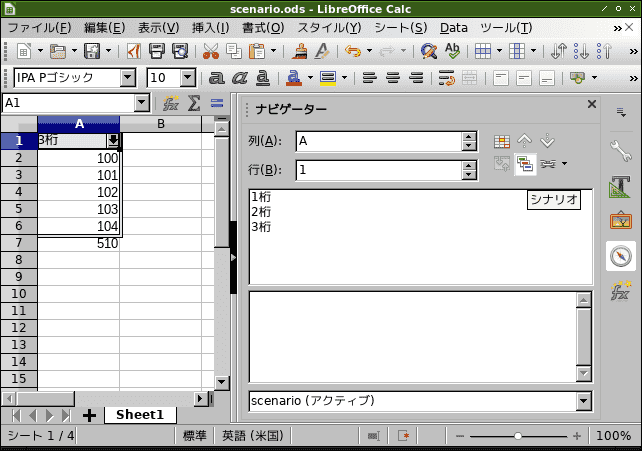 scenario.ods - LibreOffice Calc
ファイル(F) 編集(E) 表示(V) 挿入(I) 書式(O) スタイル(Y) シート(S) Data ツール(T) »
IPA Pゴシック 10
A1
ナビゲーター
A B
列(A): A
行(B): 1
シナリオ
1桁
2桁
3桁
1 3桁
2 100
3 101
4 102
5 103
6 104
7 510
8
9
10
11
12
13
14
15
scenario (アクティブ)
Sheet1
シート 1 / 4 標準 英語 (米国) 100%